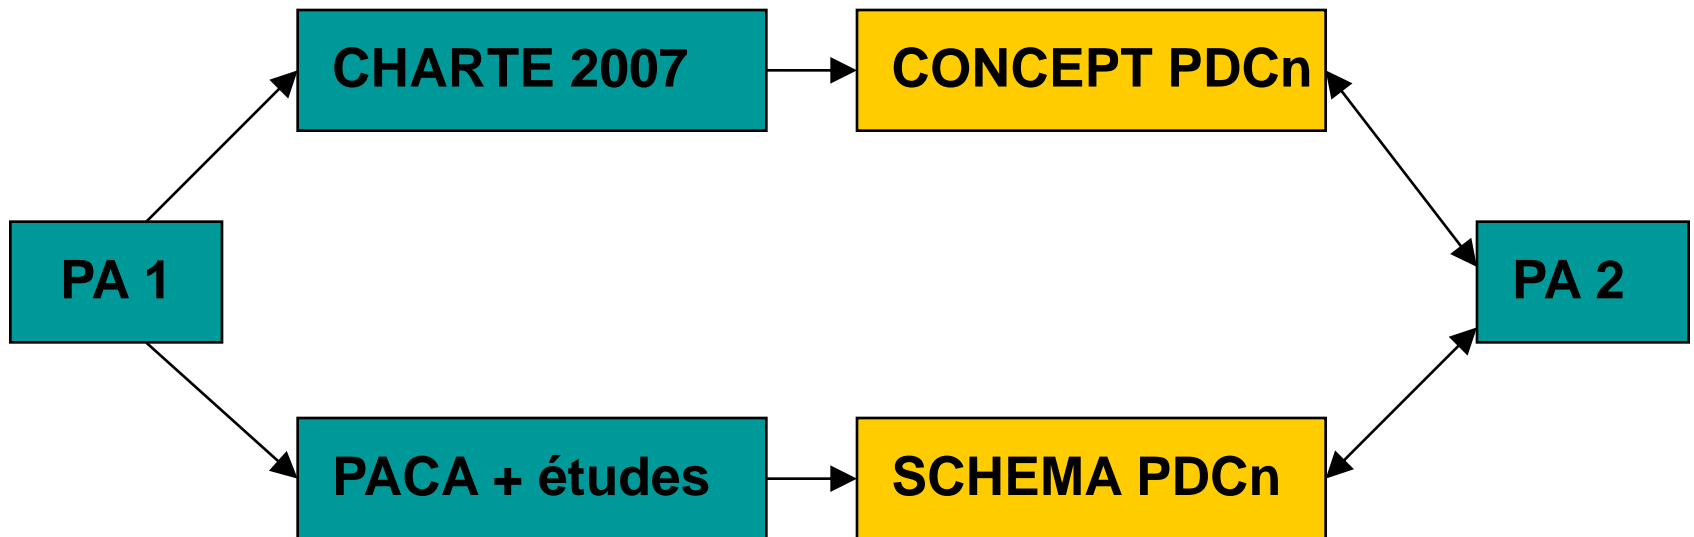 CHARTE 2007
CONCEPT PDCn
PA 1
PA 2
PACA + études
SCHEMA PDCn